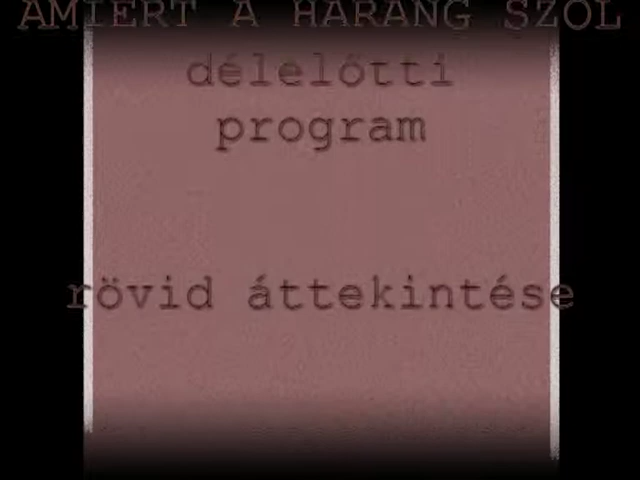 AMIÉRT A HARANG SZÓL
délelőtti
program
rövid áttekintése